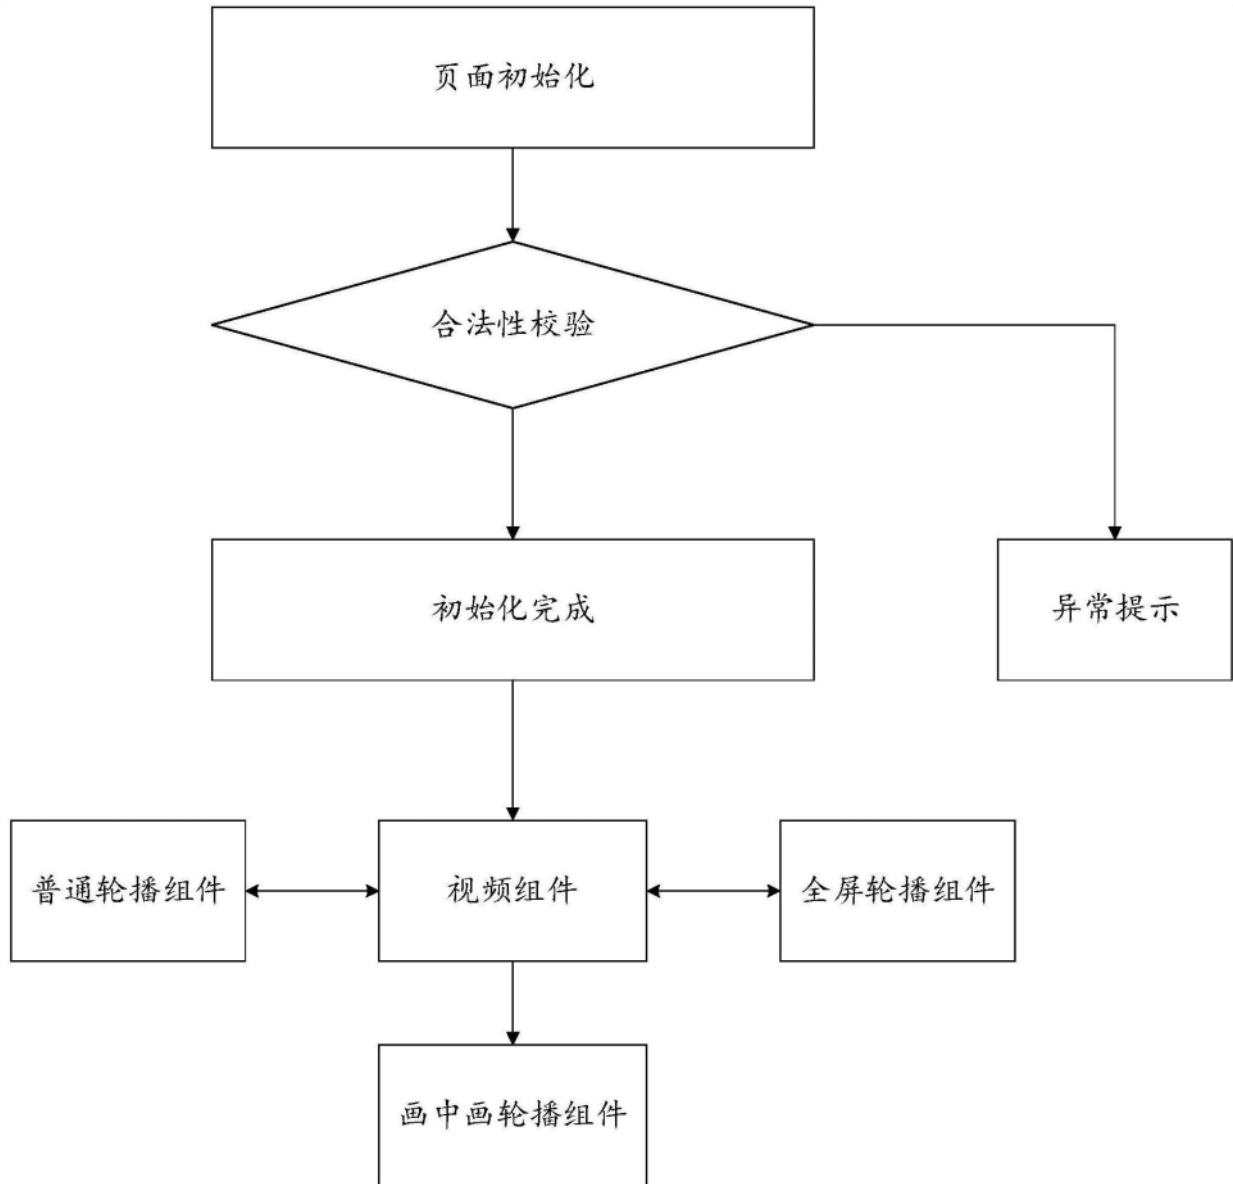 页面初始化
合法性校验
初始化完成
异常提示
普通轮播组件
视频组件
全屏轮播组件
画中画轮播组件